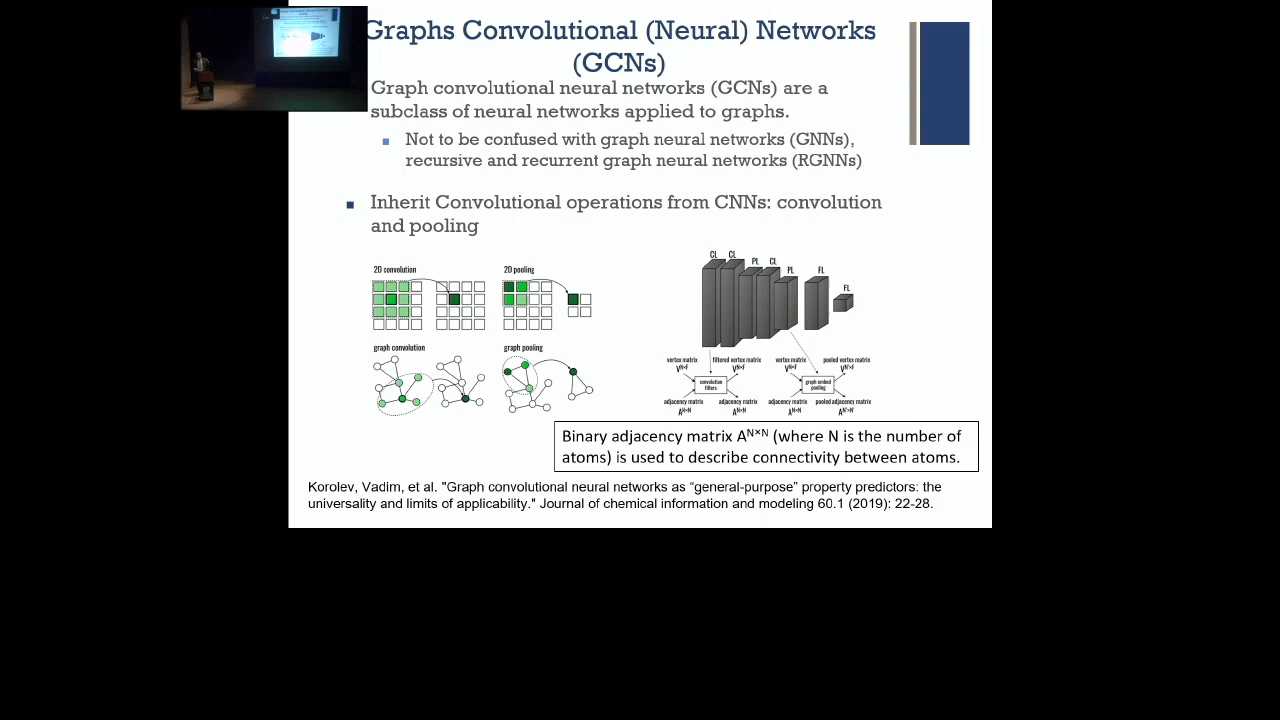 Graphs Convolutional (Neural) Networks
(GCNs)
Graph convolutional neural networks (GCNs) are a
subclass of neural networks applied to graphs.
Not to be confused with graph neural networks (GNNs),
recursive and recurrent graph neural networks (RGNNs)
Inherit Convolutional operations from CNNs: convolution
and pooling
2D convolution
2D pooling
graph convolution
graph pooling
CL CL PL CL PL FL FL
vertex matrix filtered vertex matrix vertex matrix pooled vertex matrix
V^N×F V^N×F V^N×F V^N'×F
convolution
filters
graph embed
pooling
adjacency matrix adjacency matrix adjacency matrix pooled adjacency matrix
A^N×N A^N×N A^N×N A^N'×N'
Binary adjacency matrix A^N×N (where N is the number of
atoms) is used to describe connectivity between atoms.
Korolev, Vadim, et al. "Graph convolutional neural networks as “general-purpose” property predictors: the
universality and limits of applicability." Journal of chemical information and modeling 60.1 (2019): 22-28.